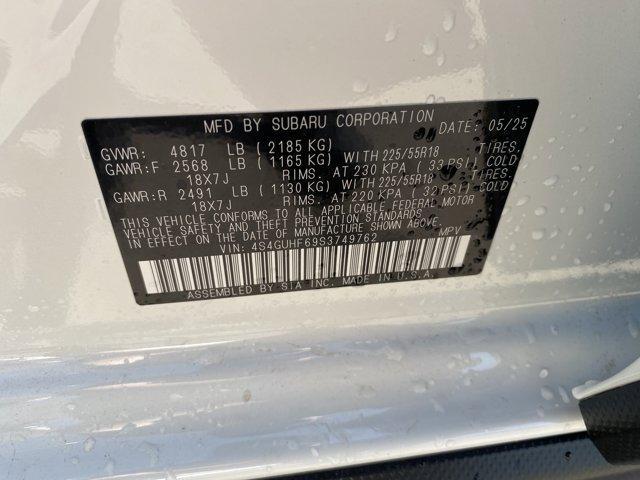 MFD BY SUBARU CORPORATION DATE: 05/25
GVWR: 4817 LB (2185 KG)
GAWR:F 2568 LB (1165 KG) WITH 225/55R18 TIRES.
18X7J RIMS. AT 230 KPA (33 PSI) COLD
GAWR:R 2491 LB (1130 KG) WITH 225/55R18 TIRES.
18X7J RIMS. AT 220 KPA (32 PSI) COLD
THIS VEHICLE CONFORMS TO ALL APPLICABLE FEDERAL MOTOR
VEHICLE SAFETY AND THEFT PREVENTION STANDARDS
IN EFFECT ON THE DATE OF MANUFACTURE SHOWN ABOVE.
VIN: 4S4GUHF69S3749762 MPV
ASSEMBLED BY SIA INC. MADE IN U.S.A.